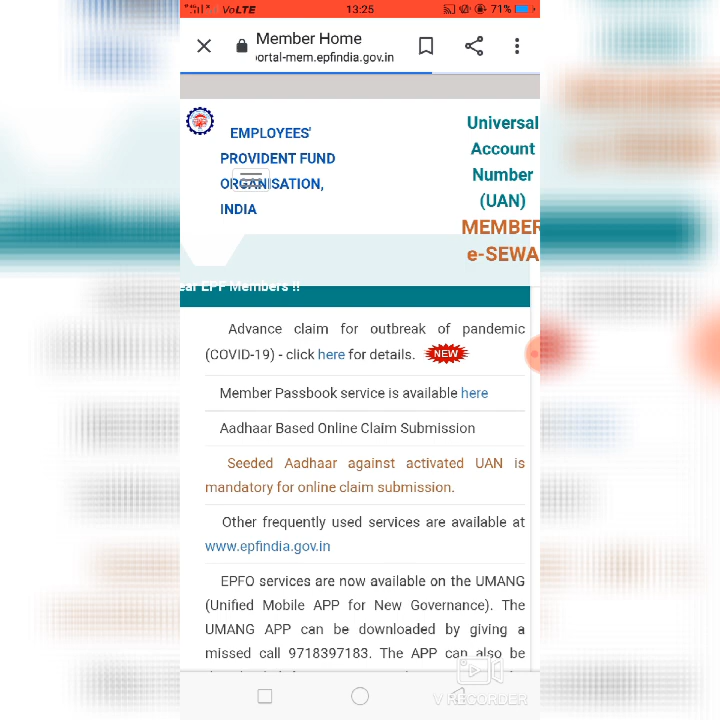 VoLTE
13:25
71%
Member Home
portal-mem.epfindia.gov.in
EMPLOYEES'
PROVIDENT FUND
ORGANISATION,
INDIA
Universal
Account
Number
(UAN)
MEMBER
e-SEWA
ear EPF Members !!
Advance claim for outbreak of pandemic
(COVID-19) - click here for details. NEW
Member Passbook service is available here
Aadhaar Based Online Claim Submission
Seeded Aadhaar against activated UAN is
mandatory for online claim submission.
Other frequently used services are available at
www.epfindia.gov.in
EPFO services are now available on the UMANG
(Unified Mobile APP for New Governance). The
UMANG APP can be downloaded by giving a
missed call 9718397183. The APP can also be
V RECORDER